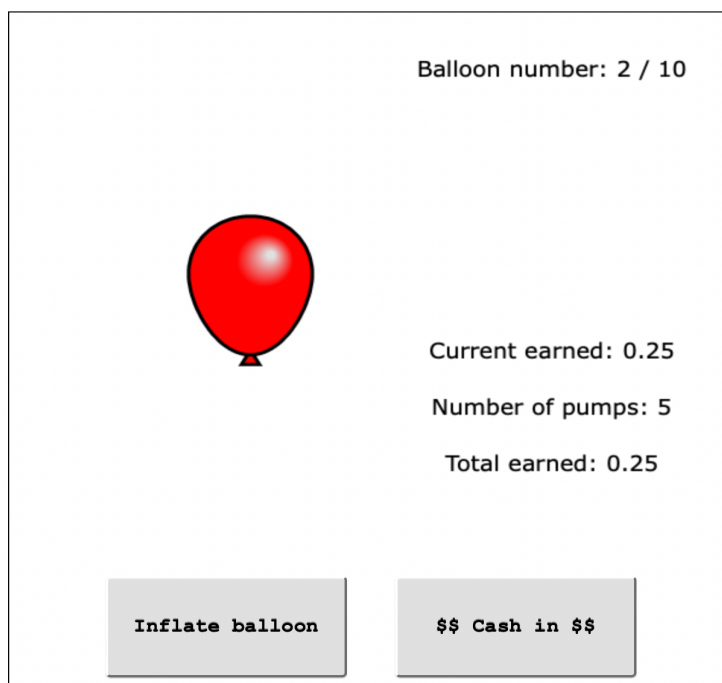 Balloon number: 2 / 10
Current earned: 0.25
Number of pumps: 5
Total earned: 0.25
Inflate balloon
$$ Cash in $$